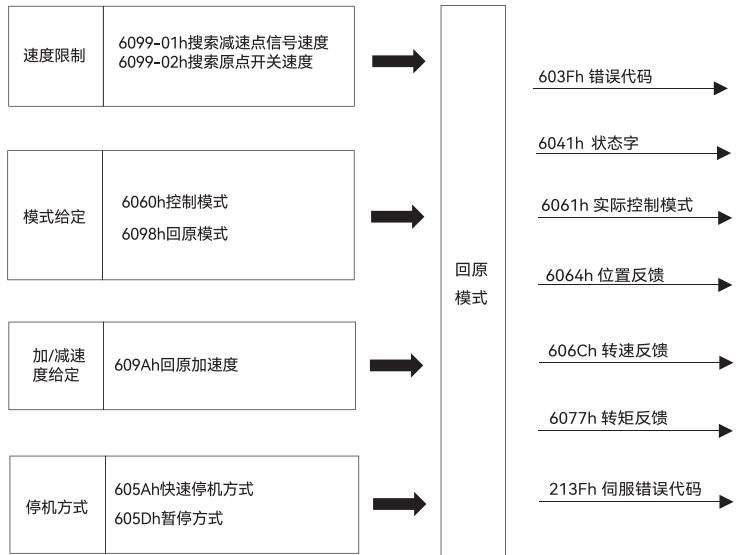 速度限制
6099-01h搜索减速点信号速度
6099-02h搜索原点开关速度
模式给定
6060h控制模式
6098h回原模式
加/减速
度给定
609Ah回原加速度
停机方式
605Ah快速停机方式
605Dh暂停方式
回原
模式
603Fh 错误代码
6041h 状态字
6061h 实际控制模式
6064h 位置反馈
606Ch 转速反馈
6077h 转矩反馈
213Fh 伺服错误代码